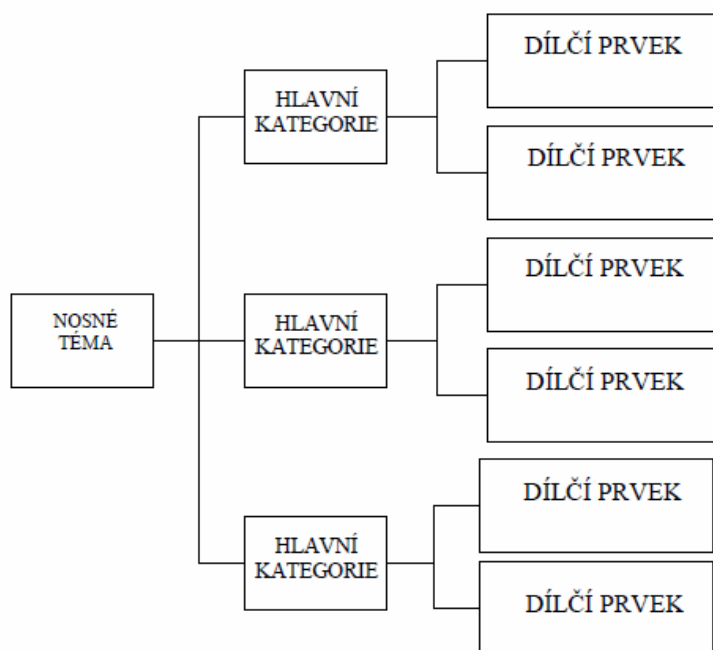 DÍLČÍ PRVEK
HLAVNÍ
KATEGORIE
DÍLČÍ PRVEK
DÍLČÍ PRVEK
NOSNÉ
TÉMA
HLAVNÍ
KATEGORIE
DÍLČÍ PRVEK
DÍLČÍ PRVEK
HLAVNÍ
KATEGORIE
DÍLČÍ PRVEK